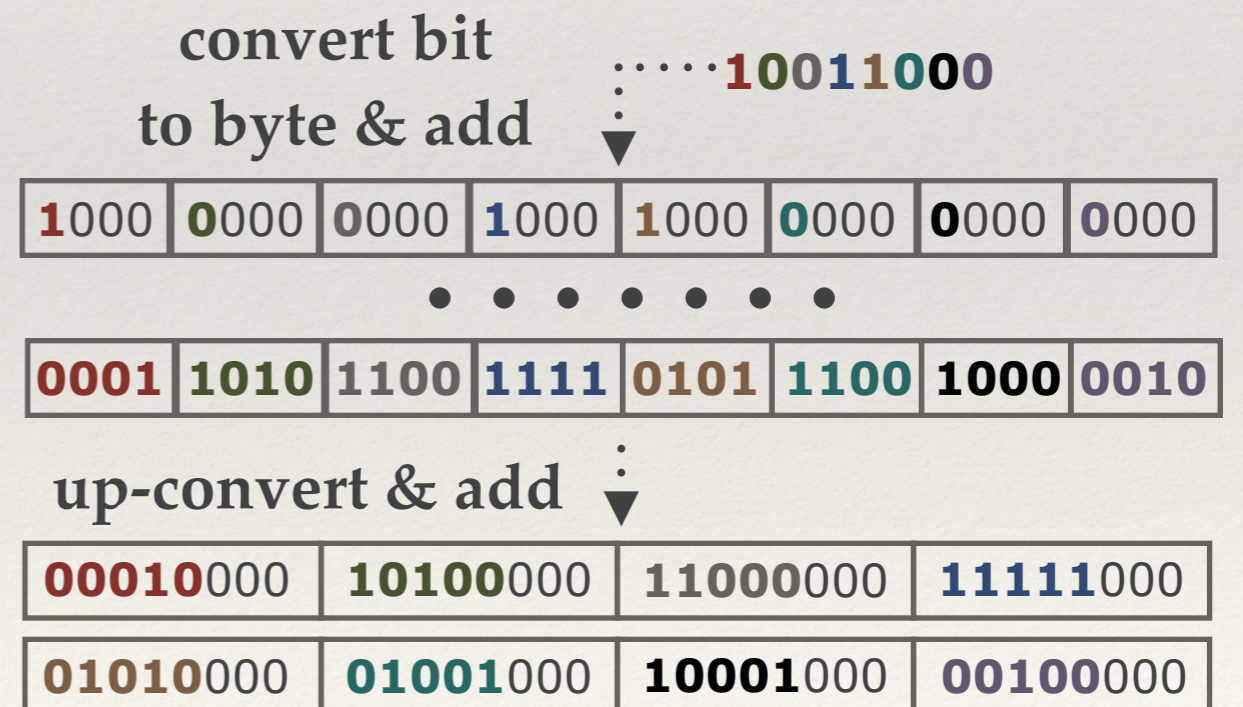 convert bit
10011000
to byte & add
1000 0000 0000 1000 1000 0000 0000 0000
0001 1010 1100 1111 0101 1100 1000 0010
up-convert & add
00010000 10100000 11000000 11111000
01010000 01001000 10001000 00100000